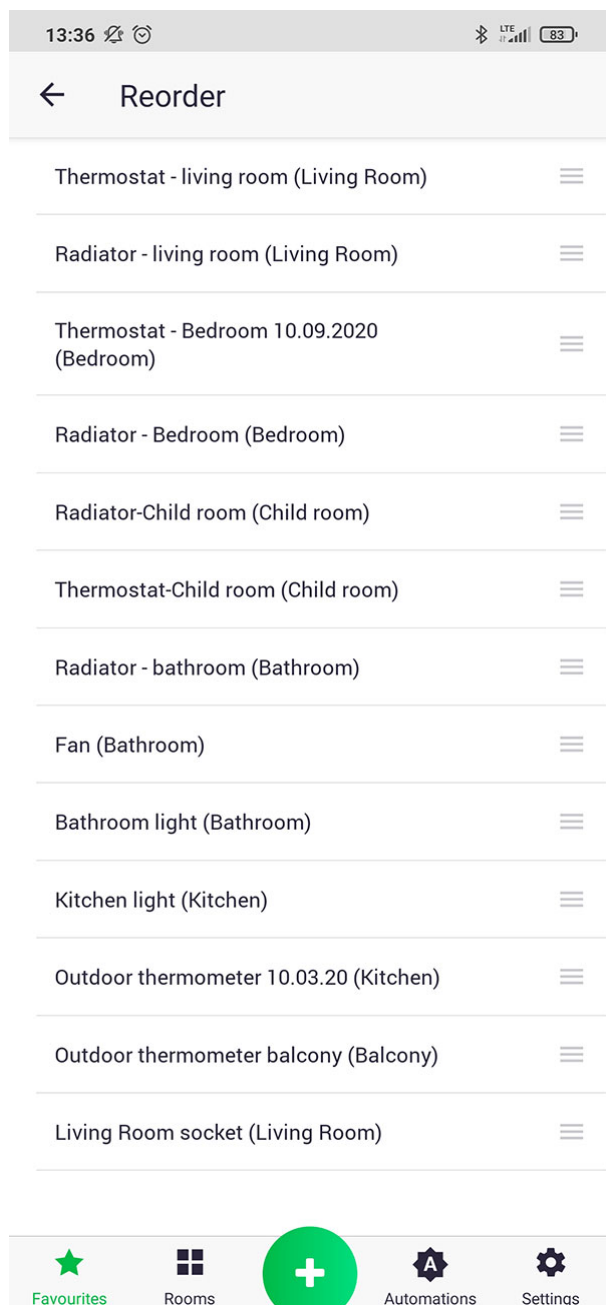 13:36
LTE
83
Reorder
Thermostat - living room (Living Room)
Radiator - living room (Living Room)
Thermostat - Bedroom 10.09.2020
(Bedroom)
Radiator - Bedroom (Bedroom)
Radiator-Child room (Child room)
Thermostat-Child room (Child room)
Radiator - bathroom (Bathroom)
Fan (Bathroom)
Bathroom light (Bathroom)
Kitchen light (Kitchen)
Outdoor thermometer 10.03.20 (Kitchen)
Outdoor thermometer balcony (Balcony)
Living Room socket (Living Room)
A
Favourites
Rooms
Automations
Settings